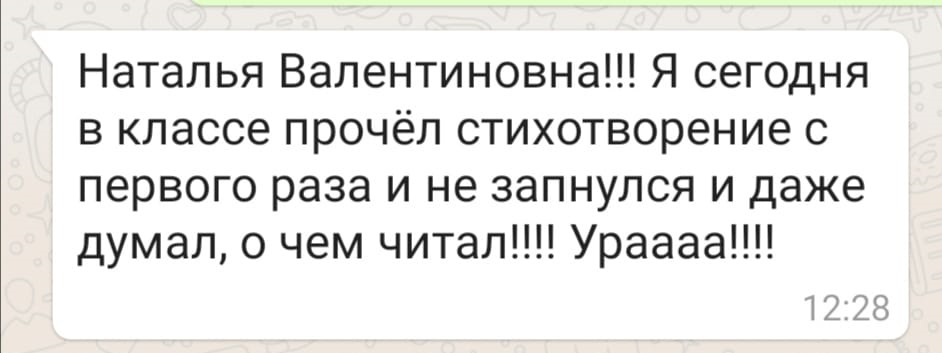 Наталья Валентиновна!!! Я сегодня
в классе прочёл стихотворение с
первого раза и не запнулся и даже
думал, о чем читал!!!! Ураааа!!!!
12:28